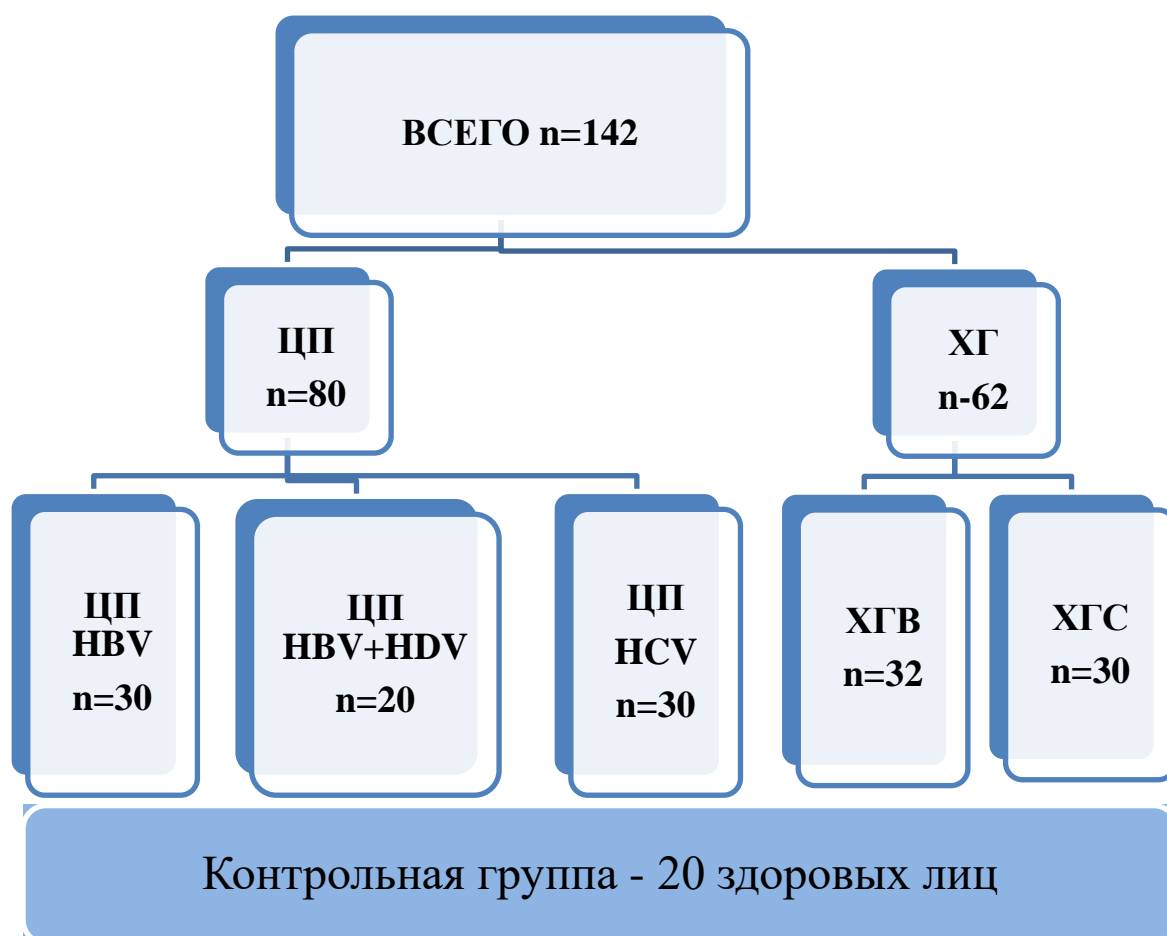 ВСЕГО n=142
ЦП
n=80
ХГ
n-62
ЦП
HBV
n=30
ЦП
HBV+HDV
n=20
ЦП
HCV
n=30
ХГВ
n=32
ХГС
n=30
Контрольная группа - 20 здоровых лиц